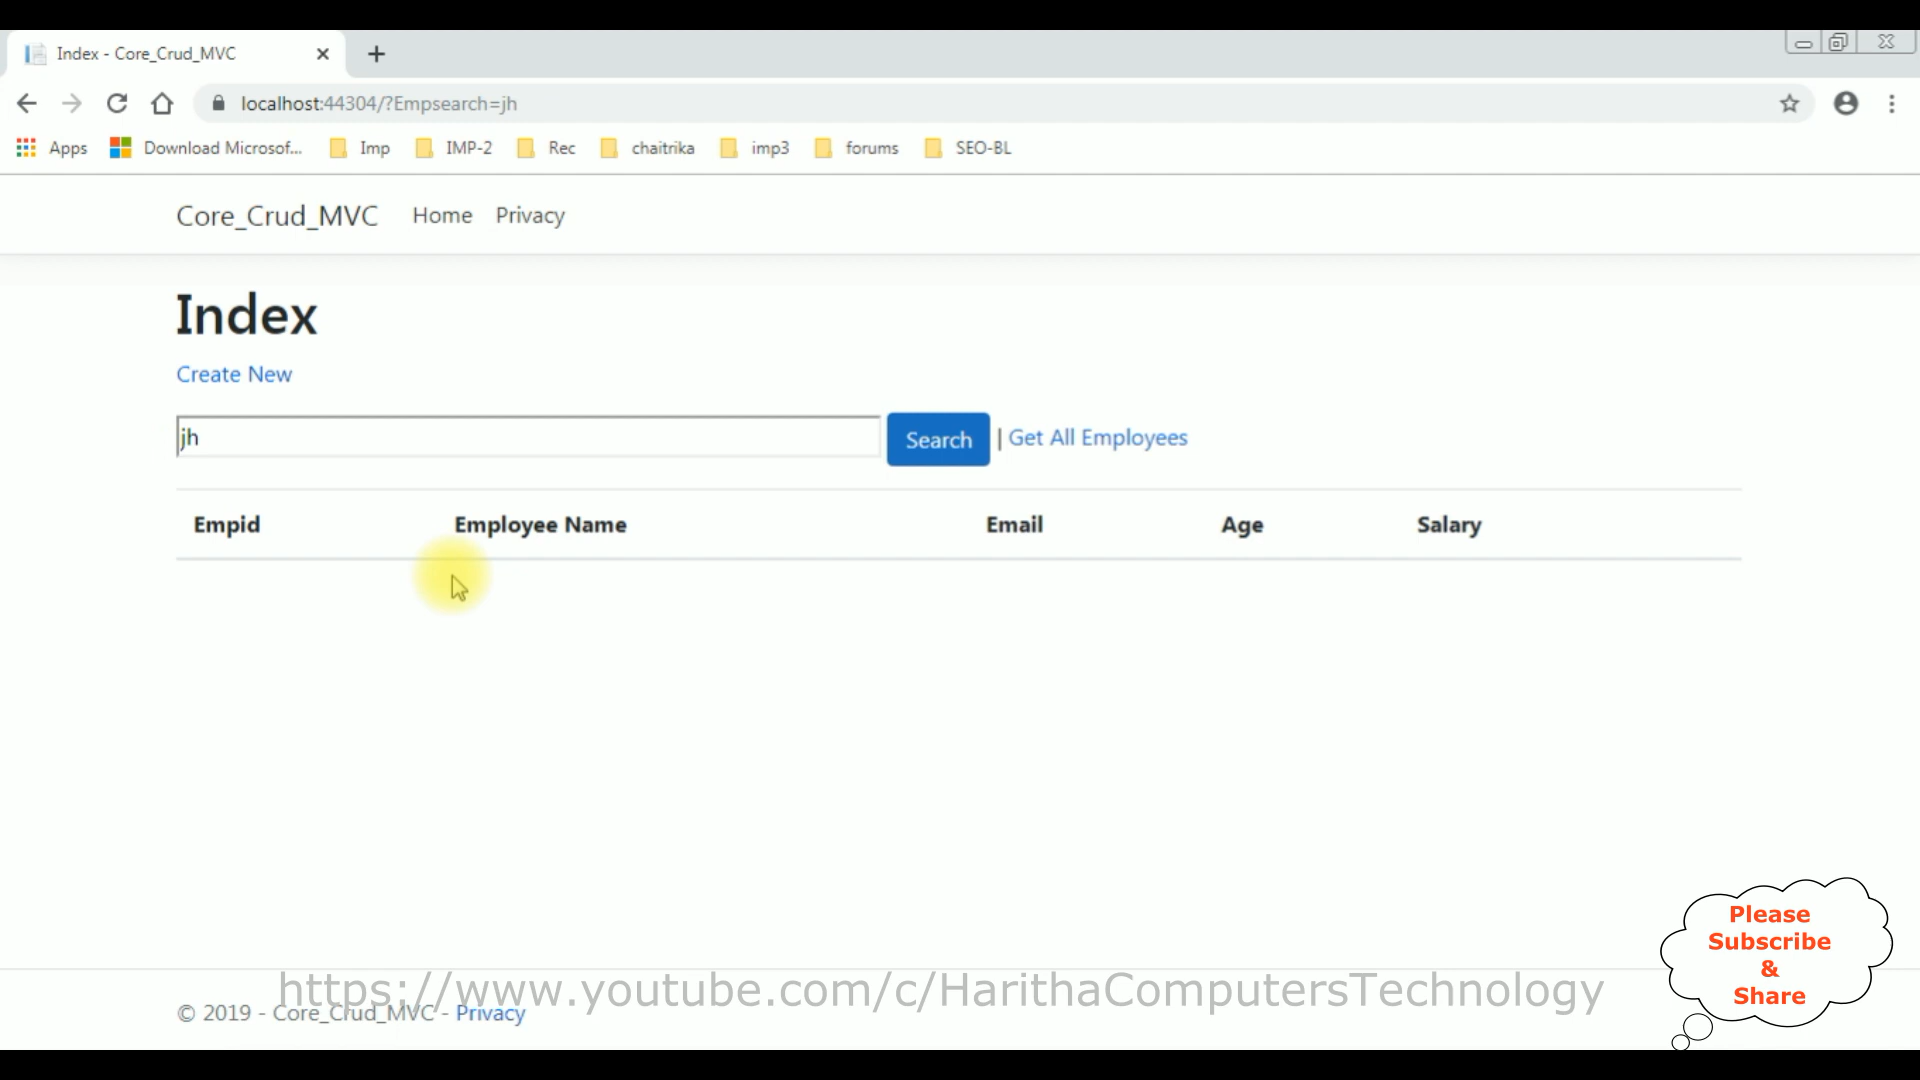 Index - Core_Crud_MVC
localhost:44304/?Empsearch=jh
Apps Download Microsof... Imp IMP-2 Rec chaitrika imp3 forums SEO-BL
Core_Crud_MVC Home Privacy
Index
Create New
jh Search | Get All Employees
Empid Employee Name Email Age Salary
Please
Subscribe
&
Share
https://www.youtube.com/c/HarithaComputersTechnology
© 2019 - Core_Crud_MVC - Privacy